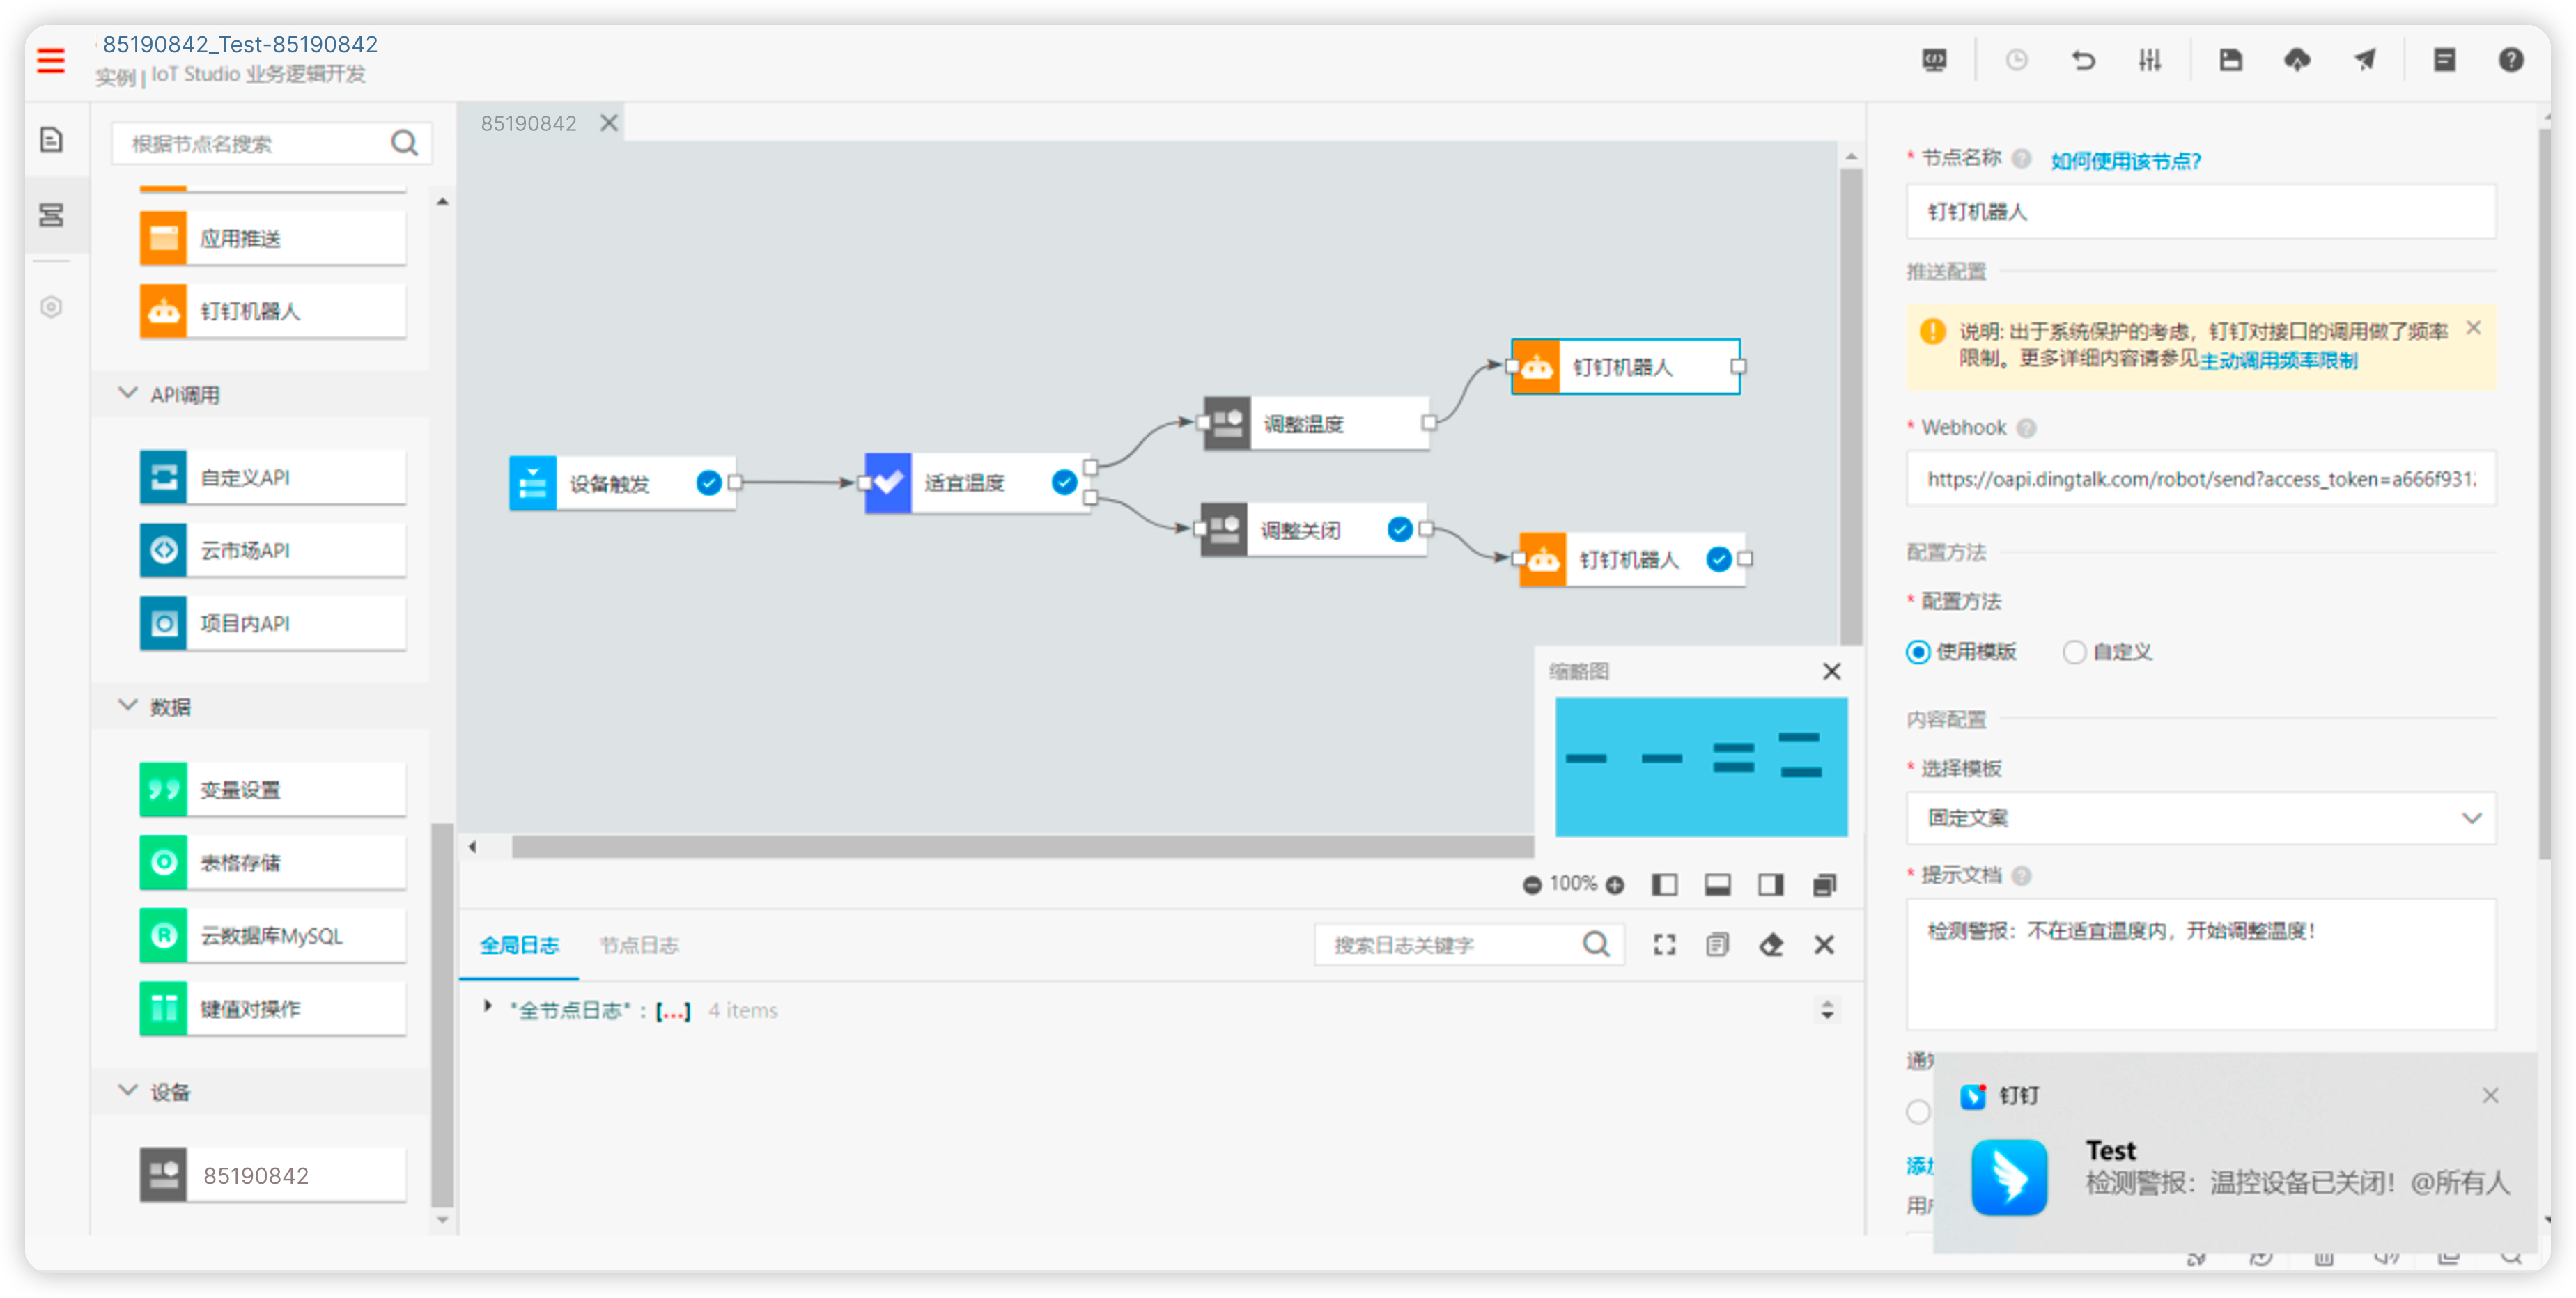 85190842_Test-85190842
实例 | IoT Studio 业务逻辑开发
根据节点名搜索
应用推送
钉钉机器人
API调用
自定义API
云市场API
项目内API
数据
变量设置
表格存储
云数据库MySQL
键值对操作
设备
85190842
85190842
设备触发
适宜温度
调整温度
调整关闭
钉钉机器人
钉钉机器人
缩略图
100%
全局日志
节点日志
搜索日志关键字
"全节点日志" : [...] 4 items
* 节点名称 如何使用该节点?
钉钉机器人
推送配置
说明: 出于系统保护的考虑，钉钉对接口的调用做了频率
限制。更多详细内容请参见主动调用频率限制
* Webhook
https://oapi.dingtalk.com/robot/send?access_token=a666f931
配置方法
* 配置方法
使用模版 自定义
内容配置
* 选择模板
固定文案
* 提示文档
检测警报：不在适宜温度内，开始调整温度！
通
添
用
钉钉
Test
检测警报：温控设备已关闭！@所有人